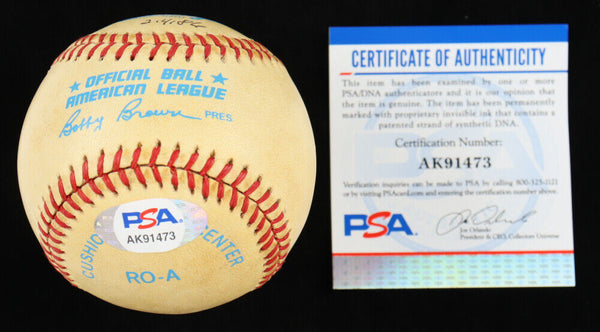 2·4·86
OFFICIAL BALL
AMERICAN LEAGUE
Bobby Brown PRES.
PSA
AK91473
CUSHIO ENTER
RO-A
CERTIFICATE OF AUTHENTICITY
This item has been examined by one or more
PSA/DNA authenticators and it is our opinion that
the item is genuine. The item has been permanently
marked with proprietary invisible ink that contains a
patented strand of synthetic DNA.
Certification Number:
AK91473
Verification inquiries can be made to PSA by calling 800-325-1121
or by visiting PSAcard.com and entering the certification number above.
PSA
Joe Orlando
President & CEO, Collectors Universe